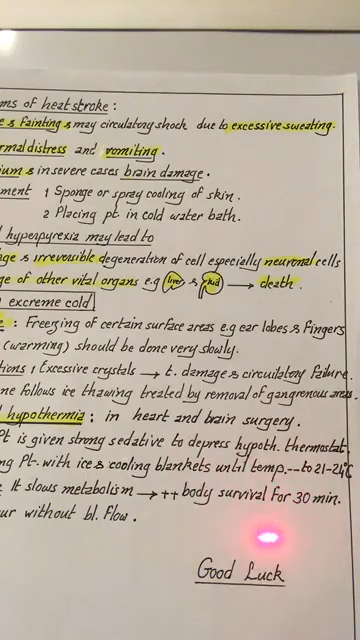 ms of heatstroke :
e & fainting & may circulatory shock due to excessive sweating.
rmal distress and vomiting .
ium & in severe cases brain damage .
ment 1 Sponge or spray cooling of skin .
2 Placing pt. in cold water bath.
hyperpyrexia may lead to
ge & irreversible degeneration of cell especially neuronal cells
ge of other vital organs e.g liver & kid → death .
excreme cold
e : Freezing of certain surface areas e.g ear lobes & fingers
(warming) should be done very slowly.
tions 1 Excessive crystals → t. damage & circulatory failure.
ne follows ice thawing treated by removal of gangrenous areas.
hypothermia : in heart and brain surgery .
Pt is given strong sedative to depress hypoth. thermostat.
ng Pt. with ice & cooling blankets until temp. -- to 21-24°C
: It slows metabolism → ++ body survival for 30 min.
ur without bl. flow .
Good Luck